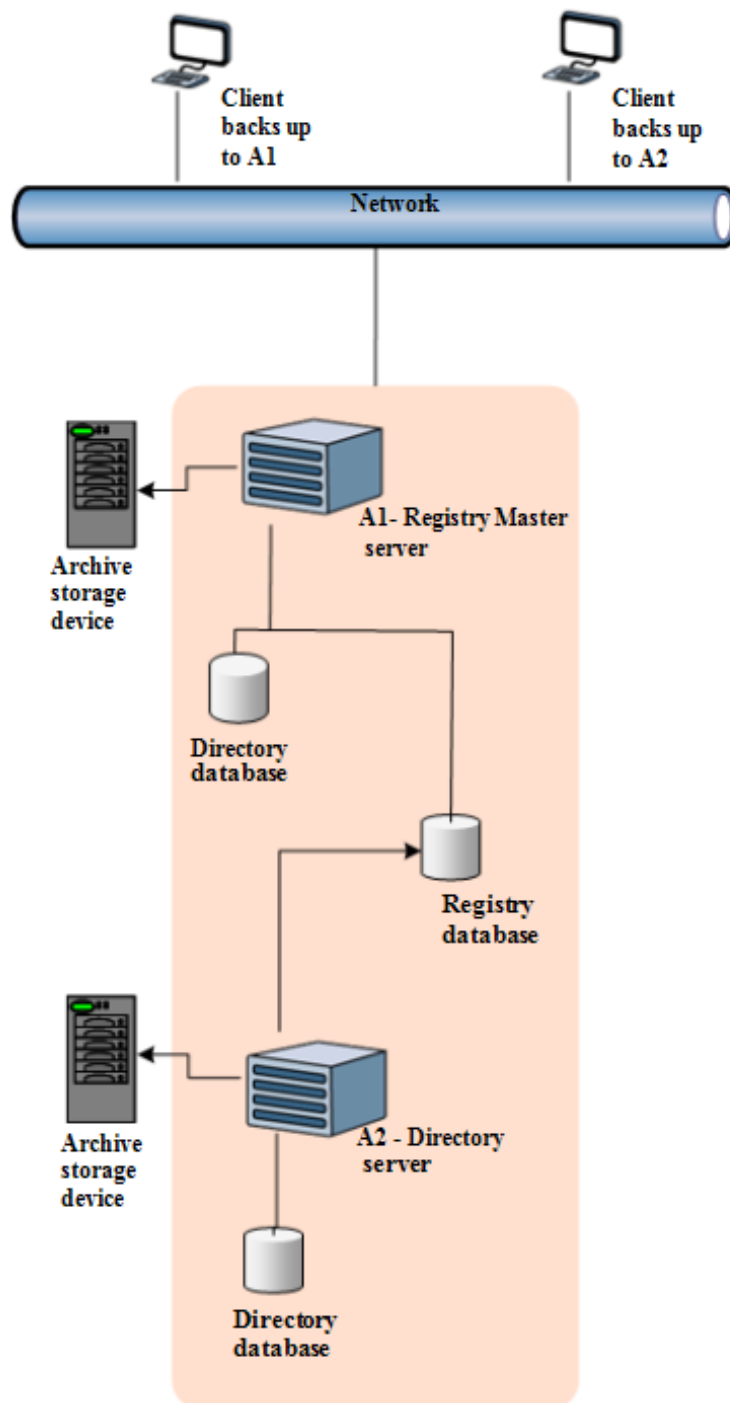 Client
backs up
to A1
Client
backs up
to A2
Network
A1- Registry Master
server
Archive
storage
device
Directory
database
Registry
database
A2 - Directory
server
Archive
storage
device
Directory
database